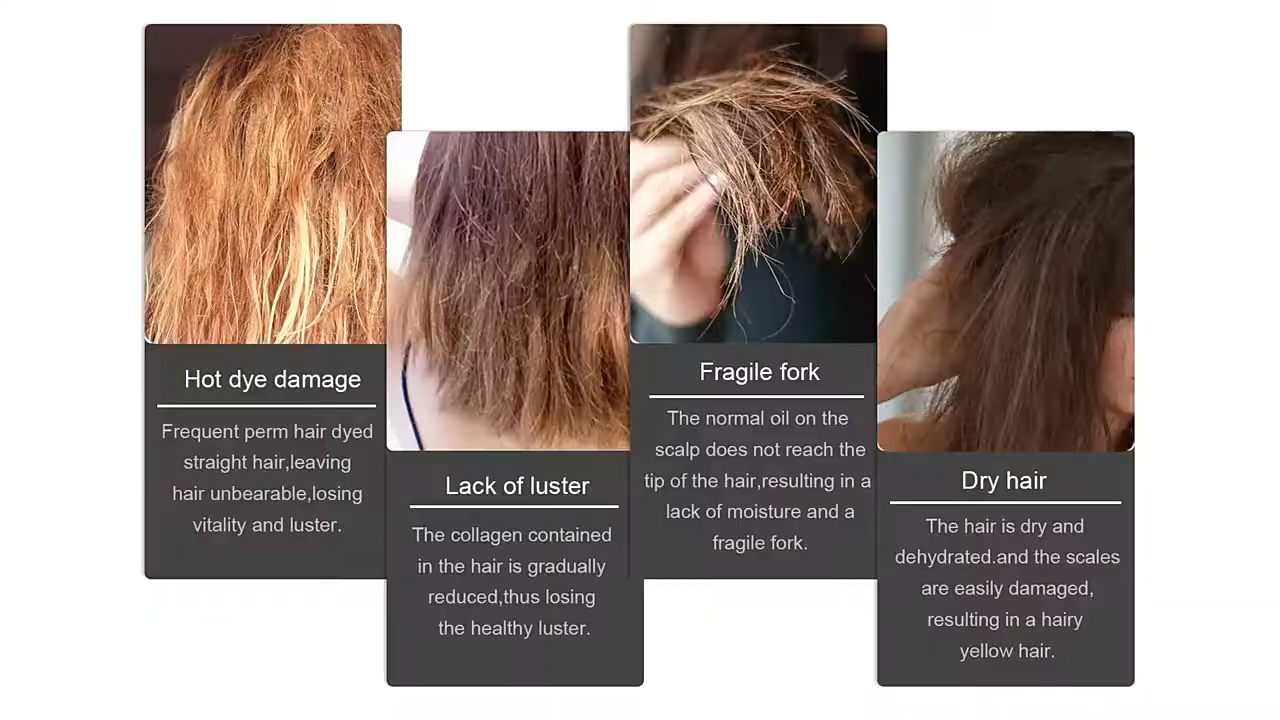 Hot dye damage
Frequent perm hair dyed
straight hair,leaving
hair unbearable,losing
vitality and luster.
Lack of luster
The collagen contained
in the hair is gradually
reduced,thus losing
the healthy luster.
Fragile fork
The normal oil on the
scalp does not reach the
tip of the hair,resulting in a
lack of moisture and a
fragile fork.
Dry hair
The hair is dry and
dehydrated.and the scales
are easily damaged,
resulting in a hairy
yellow hair.